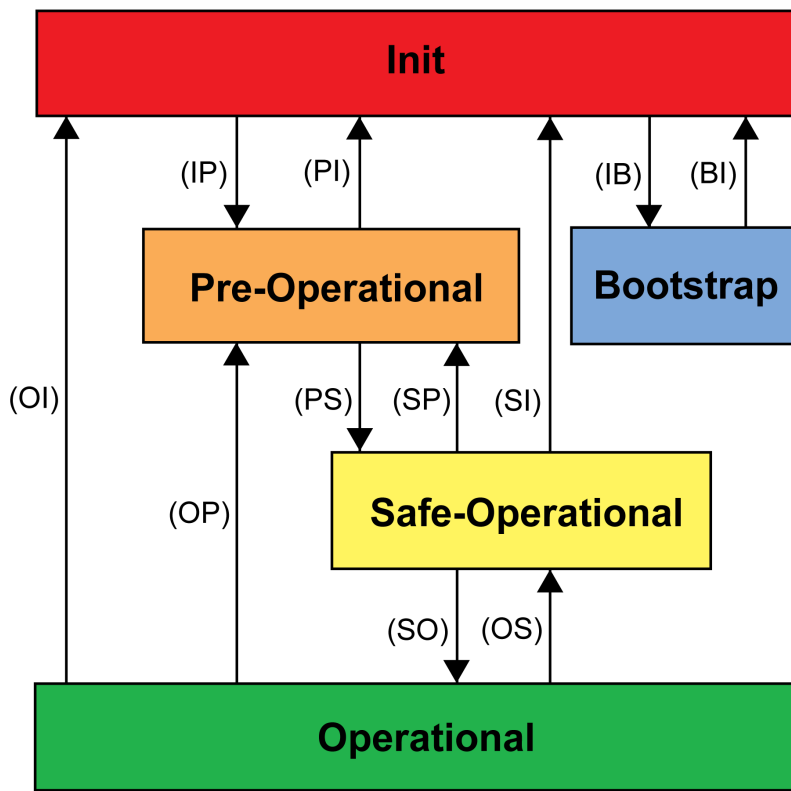 Init
(IP)
(PI)
(IB)
(BI)
Pre-Operational
Bootstrap
(OI)
(PS)
(SP)
(SI)
(OP)
Safe-Operational
(SO)
(OS)
Operational